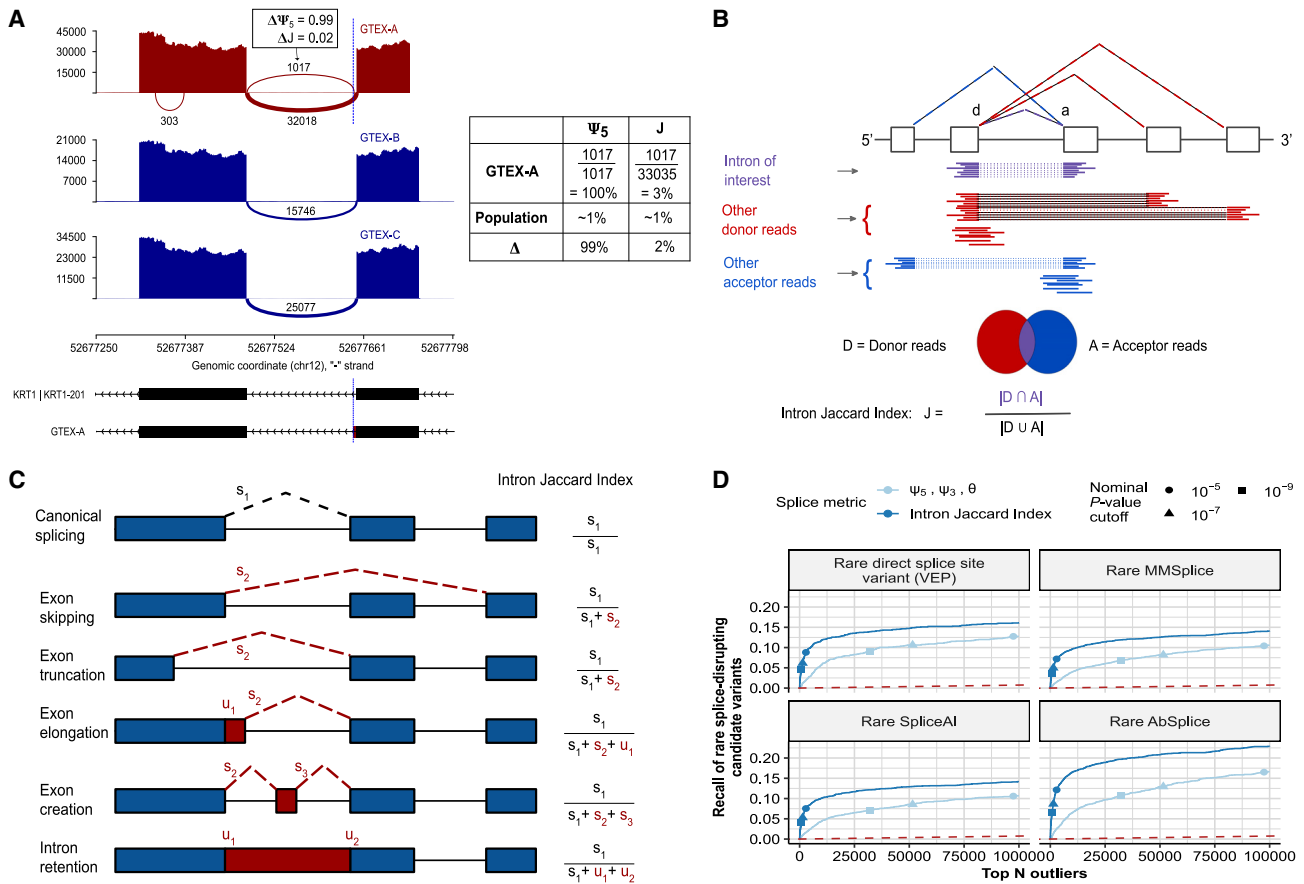 A
ΔΨ5 = 0.99
ΔJ = 0.02
GTEX-A
45000
30000
15000
1017
303
32018
GTEX-B
21000
14000
7000
15746
GTEX-C
34500
23000
11500
25077
52677250 52677387 52677524 52677661 52677798
Genomic coordinate (chr12), "-" strand
KRT1 | KRT1-201
GTEX-A
Ψ5 J
GTEX-A
1017 1017
1017 33035
= 100% = 3%
Population ~1% ~1%
Δ 99% 2%
B
d a
5’ 3’
Intron of
interest
Other
donor reads
{
Other
acceptor reads
{
D = Donor reads A = Acceptor reads
|D ∩ A|
Intron Jaccard Index: J =
|D ∪ A|
C
Intron Jaccard Index
Canonical
splicing
s1
s1
s1
Exon
skipping
s2
s1
s1+ s2
Exon
truncation
s2
s1
s1+ s2
Exon
elongation
u1 s2
s1
s1+ s2+ u1
Exon
creation
s2 s3
s1
s1+ s2+ s3
Intron
retention
u1 u2
s1
s1+ u1+ u2
D
Splice metric
ψ5 , ψ3 , θ
Intron Jaccard Index
Nominal
P-value
cutoff
10-5
10-9
10-7
Rare direct splice site
variant (VEP)
Rare MMSplice
0.20
0.15
0.10
0.05
0.00
Rare SpliceAI
Rare AbSplice
0.20
0.15
0.10
0.05
0.00
0 25000 50000 75000 100000
0 25000 50000 75000 100000
Top N outliers
Recall of rare splice-disrupting
candidate variants